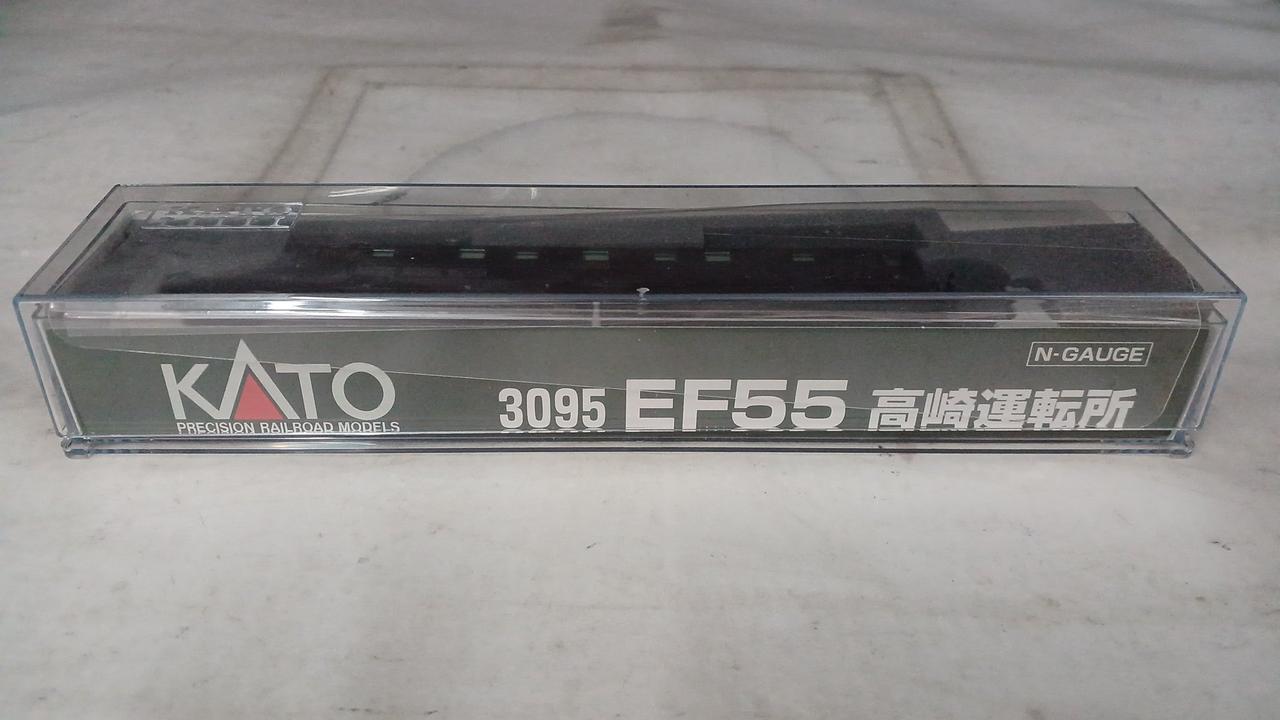 N-GAUGE
KATO
PRECISION RAILROAD MODELS
3095 EF55 高崎運転所